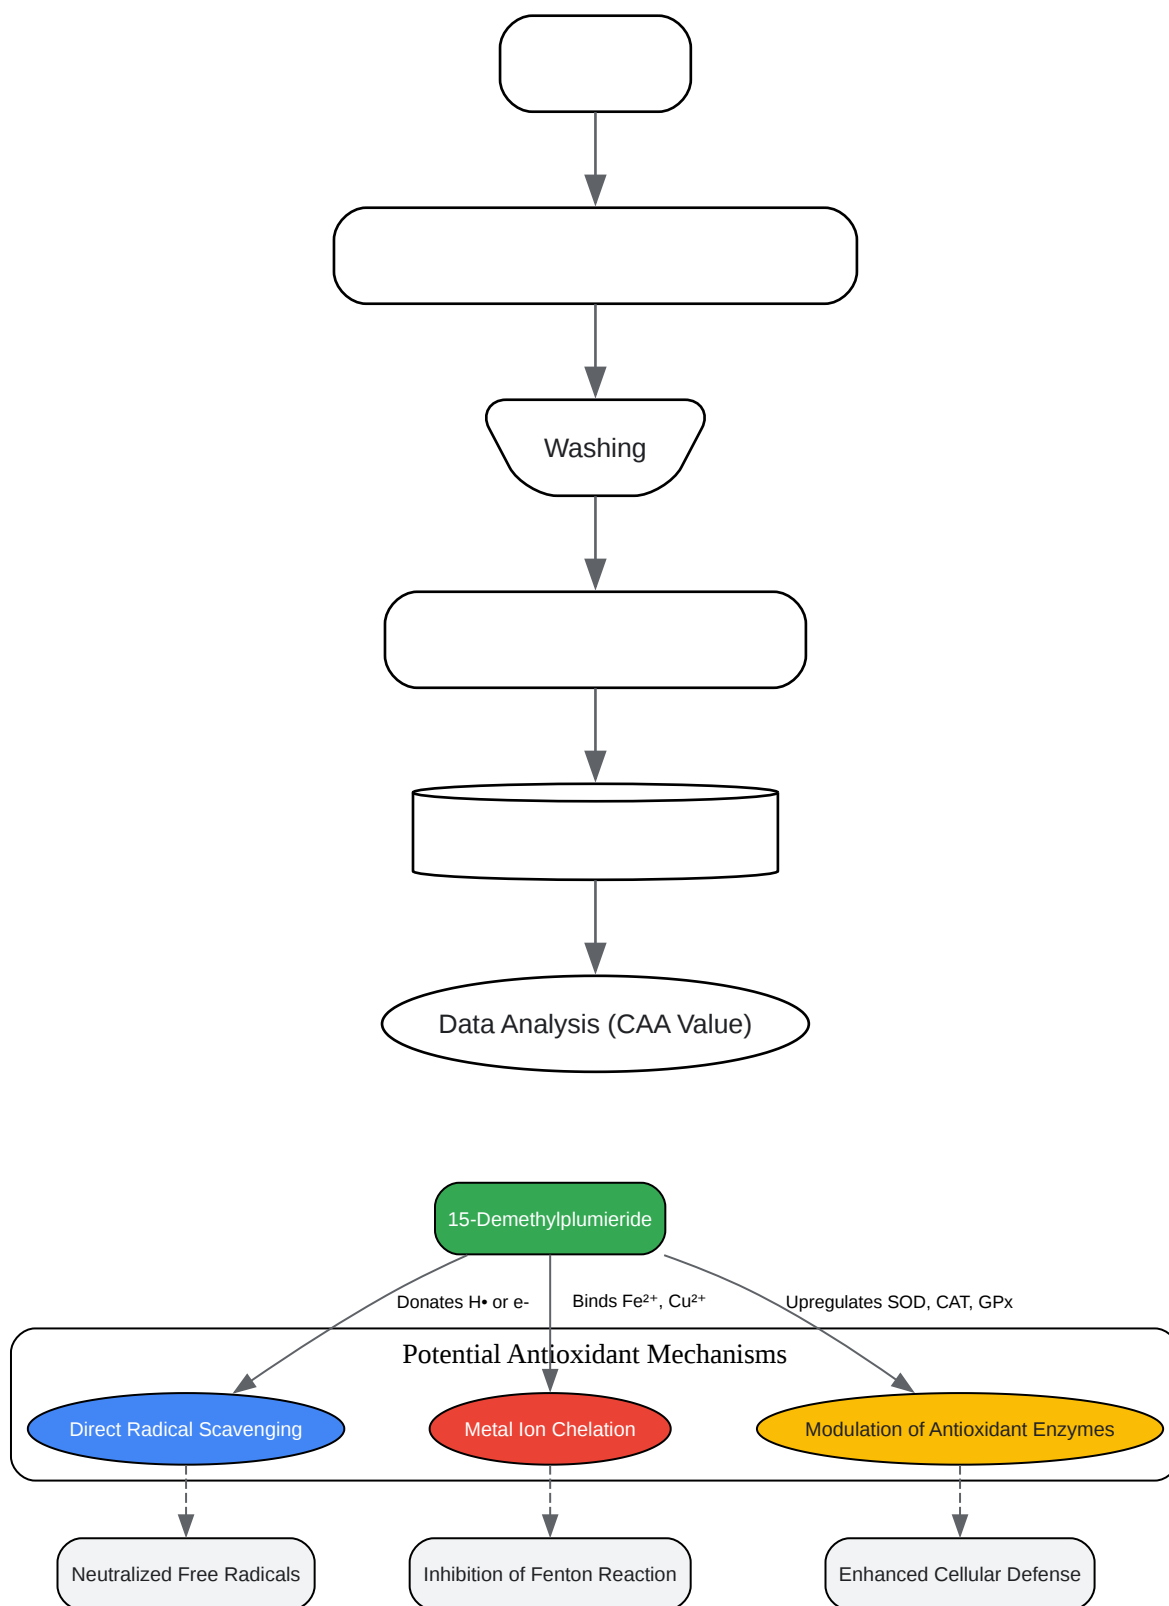 Washing
Data Analysis (CAA Value)
15-Demethylplumieride
Donates H• or e-
Binds Fe²⁺, Cu²⁺
Upregulates SOD, CAT, GPx
Potential Antioxidant Mechanisms
Direct Radical Scavenging
Metal Ion Chelation
Modulation of Antioxidant Enzymes
Neutralized Free Radicals
Inhibition of Fenton Reaction
Enhanced Cellular Defense